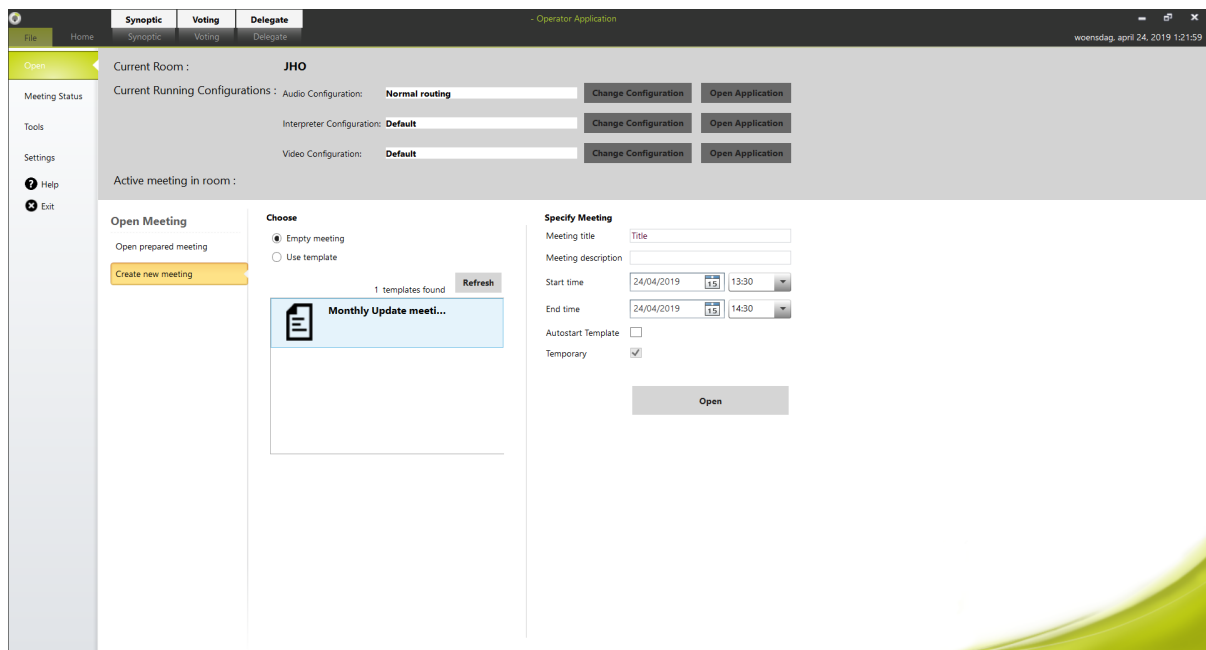 Synoptic Voting Delegate - Operator Application
File Home Synoptic Voting Delegate woensdag, april 24, 2019 1:21:59
Open
Meeting Status
Tools
Settings
Help
Exit
Current Room : JHO
Current Running Configurations : Audio Configuration: Normal routing Change Configuration Open Application
Interpreter Configuration: Default Change Configuration Open Application
Video Configuration: Default Change Configuration Open Application
Active meeting in room :
Open Meeting
Open prepared meeting
Create new meeting
Choose
Empty meeting
Use template
1 templates found Refresh
Monthly Update meeti...
Specify Meeting
Meeting title Title
Meeting description
Start time 24/04/2019 15 13:30
End time 24/04/2019 15 14:30
Autostart Template
Temporary
Open